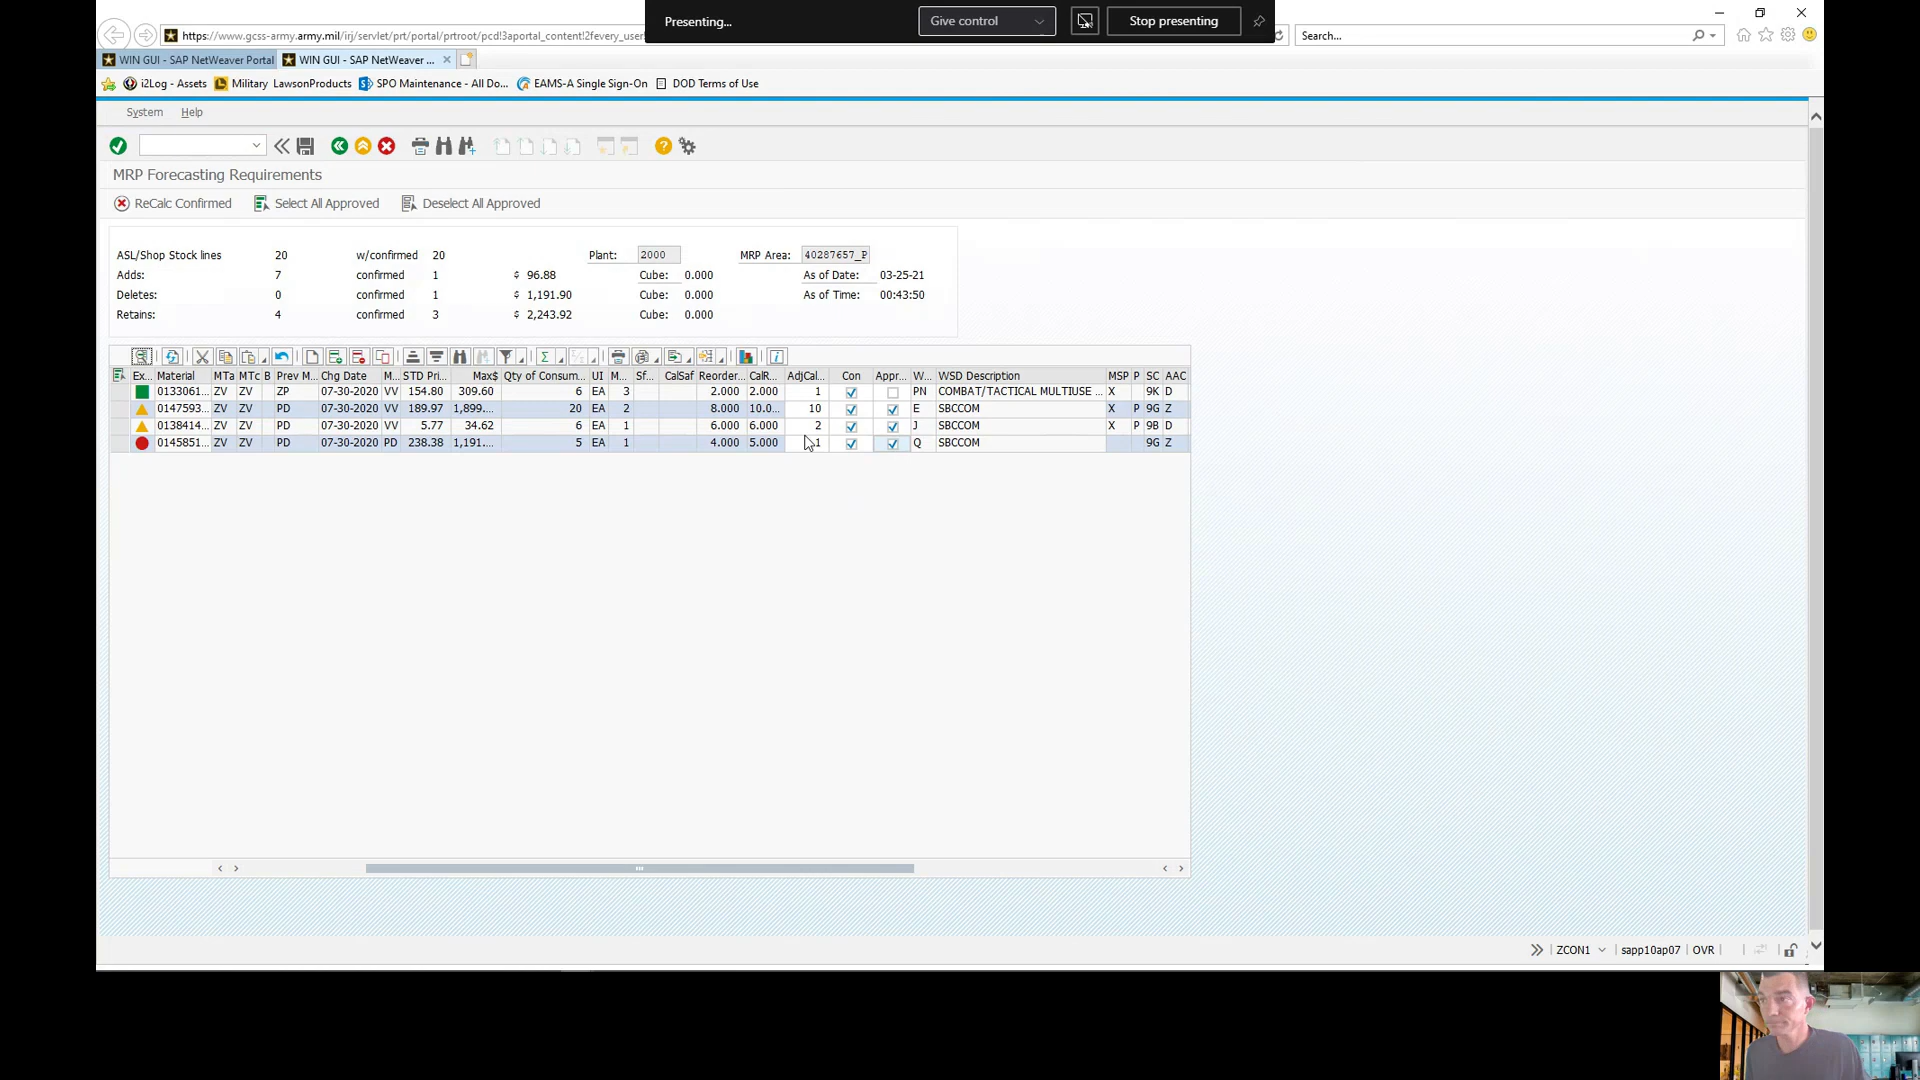 Presenting...
Give control
Stop presenting
https://www.gcss-army.army.mil/irj/servlet/prt/portal/prtroot/pcd!3aportal_content!2fevery_user!
Search...
WIN GUI - SAP NetWeaver Portal
WIN GUI - SAP NetWeaver ...
i2Log - Assets
Military LawsonProducts
SPO Maintenance - All Do...
EAMS-A Single Sign-On
DOD Terms of Use
System Help
MRP Forecasting Requirements
ReCalc Confirmed Select All Approved Deselect All Approved
ASL/Shop Stock lines 20 w/confirmed 20 Plant: 2000 MRP Area: 40287657_P
Adds: 7 confirmed 1 $ 96.88 Cube: 0.000 As of Date: 03-25-21
Deletes: 0 confirmed 1 $ 1,191.90 Cube: 0.000 As of Time: 00:43:50
Retains: 4 confirmed 3 $ 2,243.92 Cube: 0.000
Ex... Material MTa MTc B Prev M... Chg Date M... STD Pri... Max$ Qty of Consum... UI M... Sf... CalSaf Reorder... CalR... AdjCal... Con Appr... W... WSD Description MSP P SC AAC
0133061... ZV ZV ZP 07-30-2020 VV 154.80 309.60 6 EA 3 2.000 2.000 1 PN COMBAT/TACTICAL MULTIUSE ... X 9K D
0147593... ZV ZV PD 07-30-2020 VV 189.97 1,899.... 20 EA 2 8.000 10.0... 10 E SBCCOM X P 9G Z
0138414... ZV ZV PD 07-30-2020 VV 5.77 34.62 6 EA 1 6.000 6.000 2 J SBCCOM X P 9B D
0145851... ZV ZV PD 07-30-2020 PD 238.38 1,191.... 5 EA 1 4.000 5.000 1 Q SBCCOM 9G Z
ZCON1 sapp10ap07 OVR